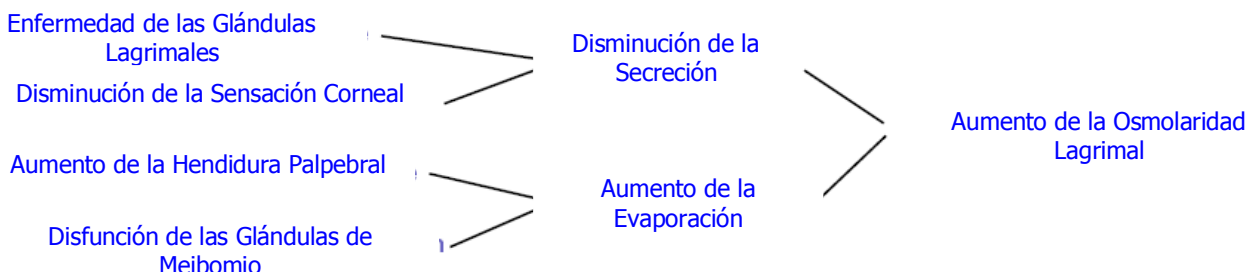 Enfermedad de las Glándulas
Lagrimales
Disminución de la Sensación Corneal
Aumento de la Hendidura Palpebral
Disfunción de las Glándulas de
Meibomio
Disminución de la
Secreción
Aumento de la
Evaporación
Aumento de la Osmolaridad
Lagrimal